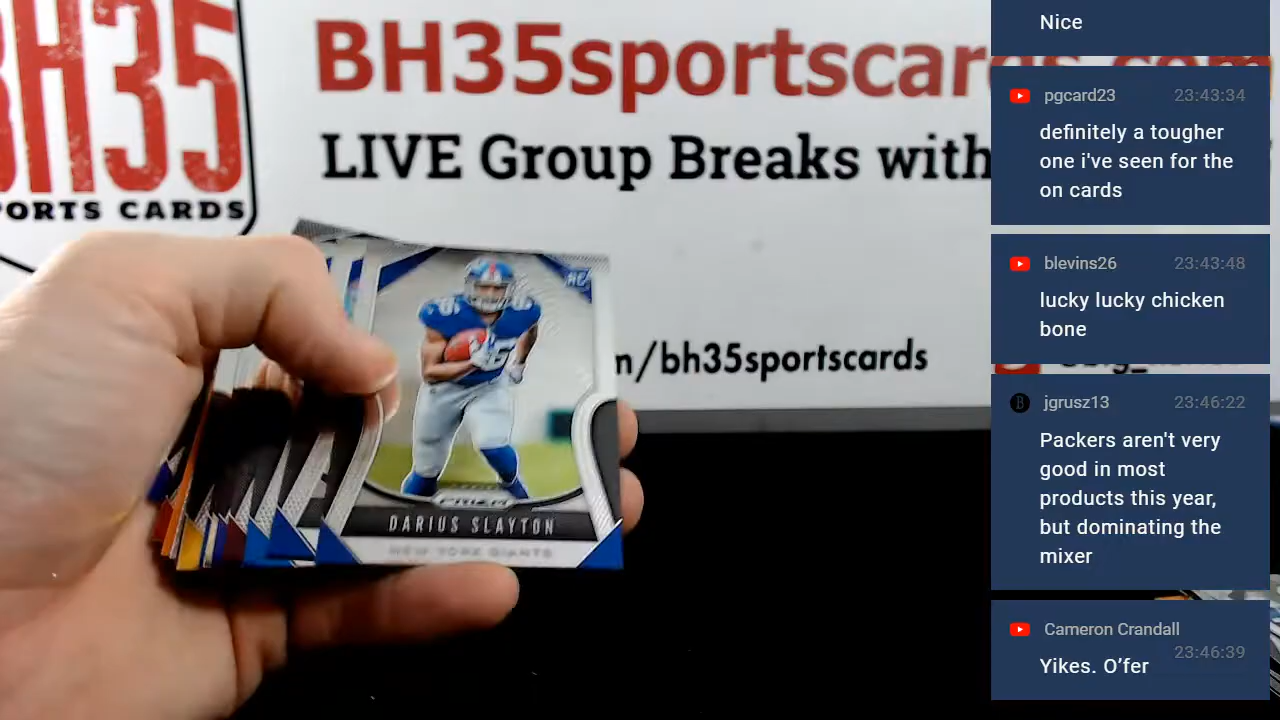 BH35
PORTS CARDS
BH35sportscards.com
LIVE Group Breaks with
m/bh35sportscards
RC
PRIZM
DARIUS SLAYTON
NEW YORK GIANTS
Nice
pgcard23 23:43:34
definitely a tougher
one i've seen for the
on cards
blevins26 23:43:48
lucky lucky chicken
bone
jgrusz13 23:46:22
Packers aren't very
good in most
products this year,
but dominating the
mixer
Cameron Crandall
23:46:39
Yikes. O’fer